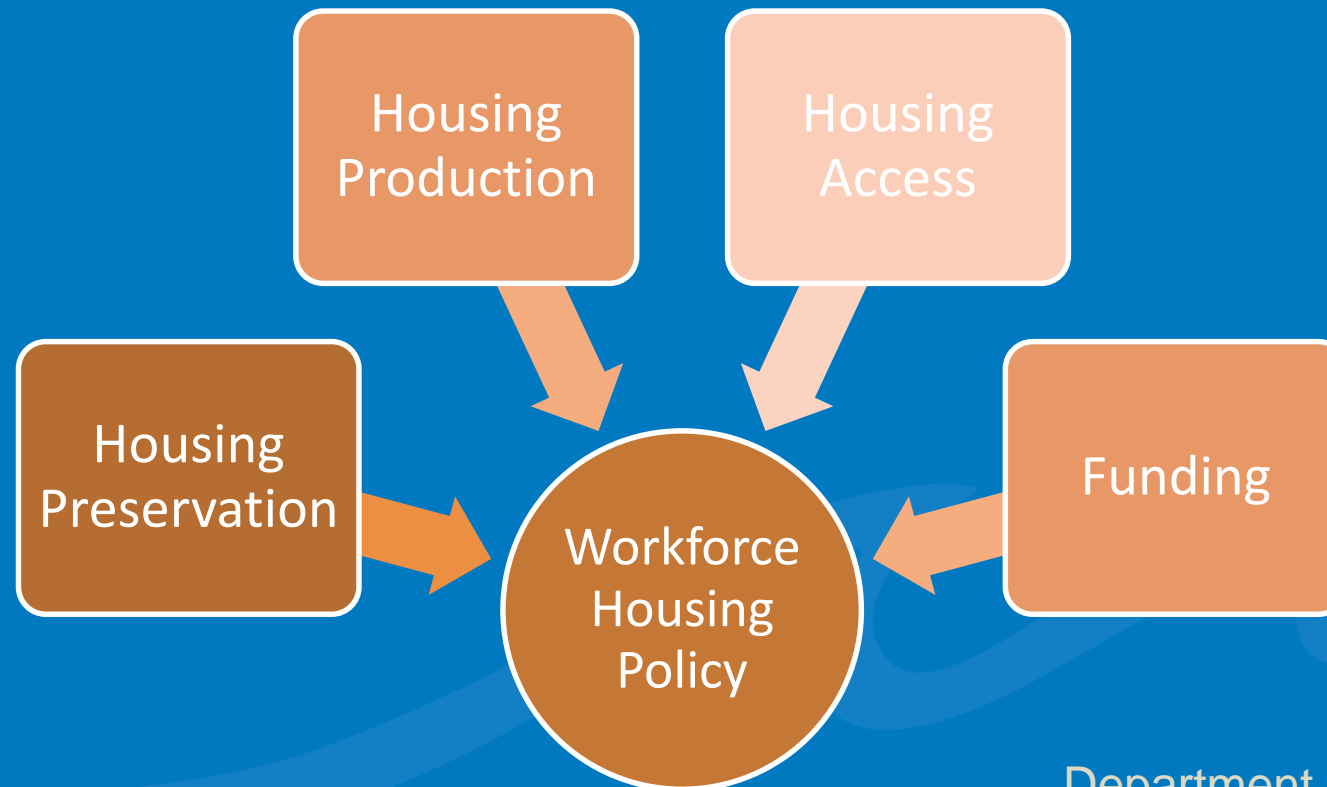 Housing
Production
Housing
Access
Housing
Preservation
Funding
Workforce
Housing
Policy
Department